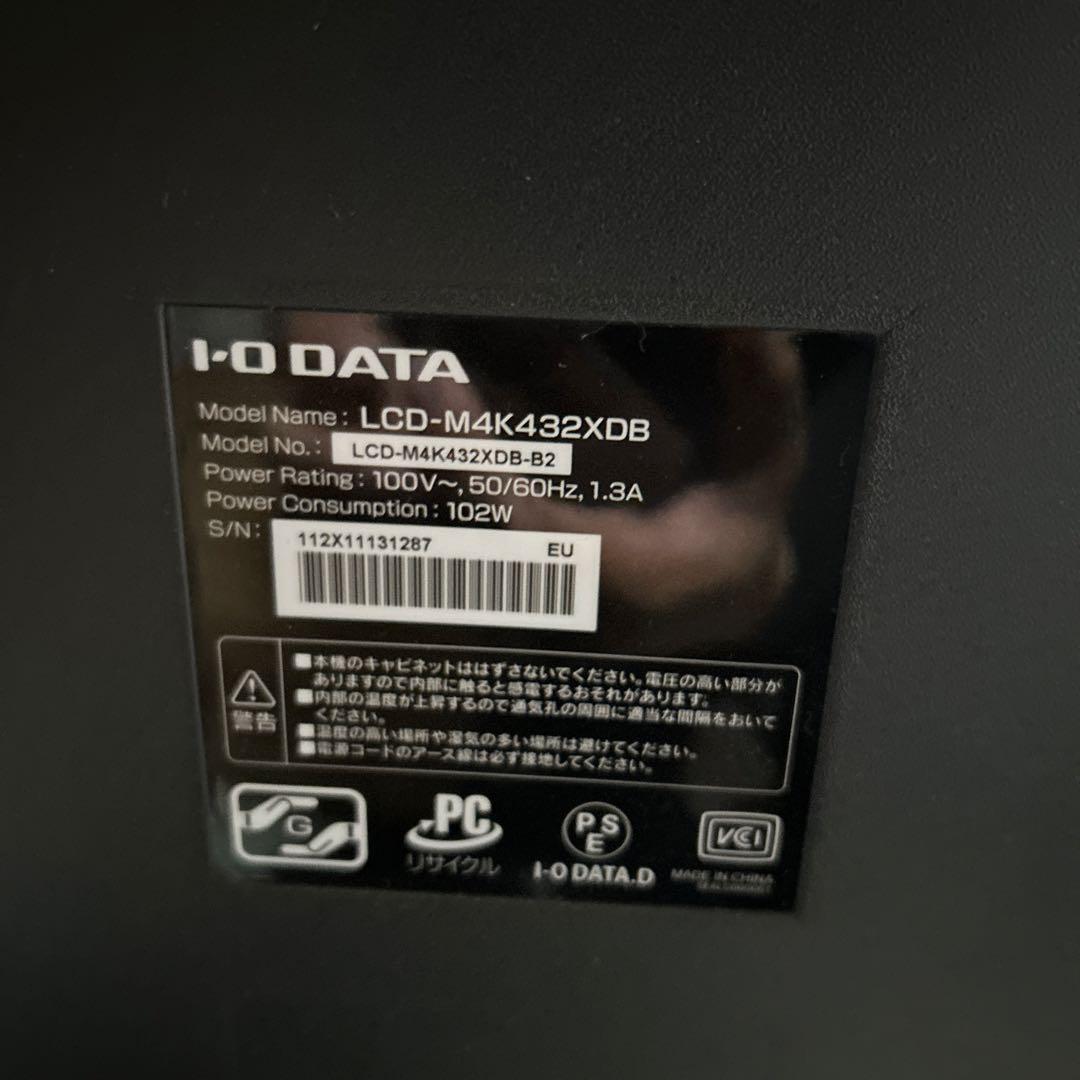 I-O DATA
Model Name : LCD-M4K432XDB
Model No. : LCD-M4K432XDB-B2
Power Rating : 100V～, 50/60Hz, 1.3A
Power Consumption : 102W
S/N: 112X11131287 EU
警告
■本機のキャビネットははずさないでください。電圧の高い部分が
ありますので内部に触ると感電するおそれがあります。
■内部の温度が上昇するので通気孔の周囲に適当な間隔をおいて
ください。
■温度の高い場所や湿気の多い場所は避けてください。
■電源コードのアース線は必ず接地してください。
G
PC
リサイクル
PS
E
I-O DATA.D
VCI
MADE IN CHINA